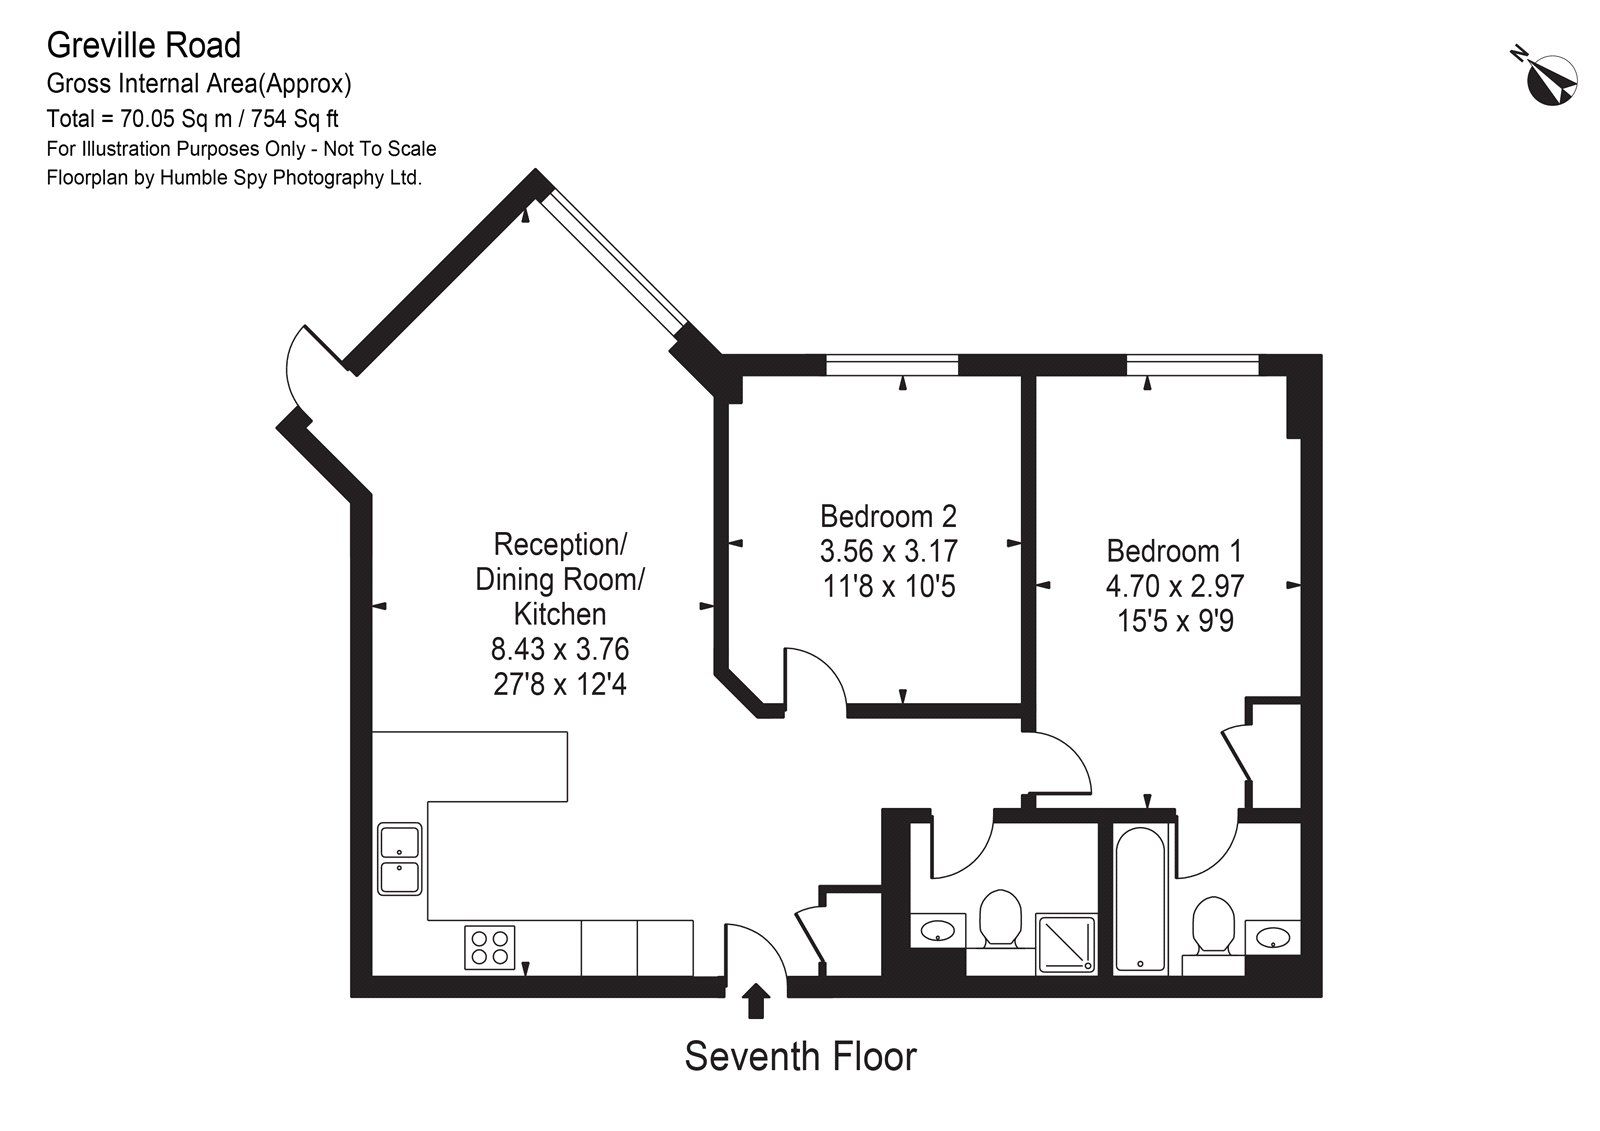 Greville Road
Gross Internal Area(Approx)
Total = 70.05 Sq m / 754 Sq ft
For Illustration Purposes Only - Not To Scale
Floorplan by Humble Spy Photography Ltd.
N
Reception/
Dining Room/
Kitchen
8.43 x 3.76
27'8 x 12'4
Bedroom 2
3.56 x 3.17
11'8 x 10'5
Bedroom 1
4.70 x 2.97
15'5 x 9'9
Seventh Floor